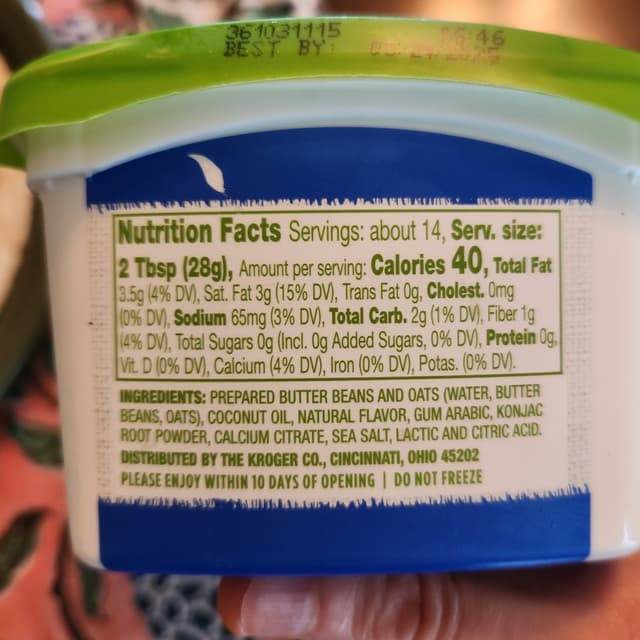 361031115 06:46
BEST BY:
Nutrition Facts Servings: about 14, Serv. size:
2 Tbsp (28g), Amount per serving: Calories 40, Total Fat
3.5g (4% DV), Sat. Fat 3g (15% DV), Trans Fat 0g, Cholest. 0mg
(0% DV), Sodium 65mg (3% DV), Total Carb. 2g (1% DV), Fiber 1g
(4% DV), Total Sugars 0g (Incl. 0g Added Sugars, 0% DV), Protein 0g,
Vit. D (0% DV), Calcium (4% DV), Iron (0% DV), Potas. (0% DV).
INGREDIENTS: PREPARED BUTTER BEANS AND OATS (WATER, BUTTER
BEANS, OATS), COCONUT OIL, NATURAL FLAVOR, GUM ARABIC, KONJAC
ROOT POWDER, CALCIUM CITRATE, SEA SALT, LACTIC AND CITRIC ACID.
DISTRIBUTED BY THE KROGER CO., CINCINNATI, OHIO 45202
PLEASE ENJOY WITHIN 10 DAYS OF OPENING | DO NOT FREEZE